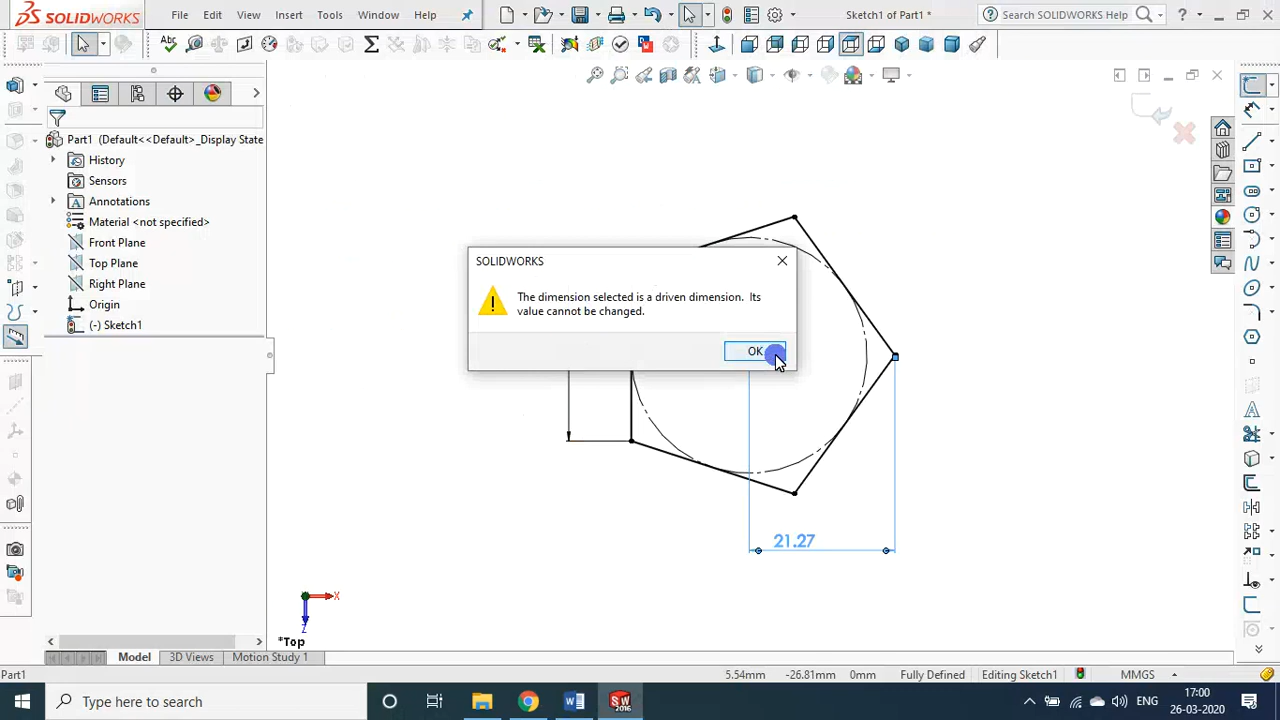 SOLIDWORKS File Edit View Insert Tools Window Help Sketch1 of Part1 * Search SOLIDWORKS Help ?
Abc
Part1 (Default<<Default>_Display State
History
Sensors
Annotations
Material <not specified>
Front Plane
Top Plane
Right Plane
Origin
(-) Sketch1
SOLIDWORKS
The dimension selected is a driven dimension. Its
value cannot be changed.
OK
21.27
X
Z
*Top
Model 3D Views Motion Study 1
Part1 5.54mm -26.81mm 0mm Fully Defined Editing Sketch1 MMGS
Type here to search
SW
2016
ENG
17:00
26-03-2020